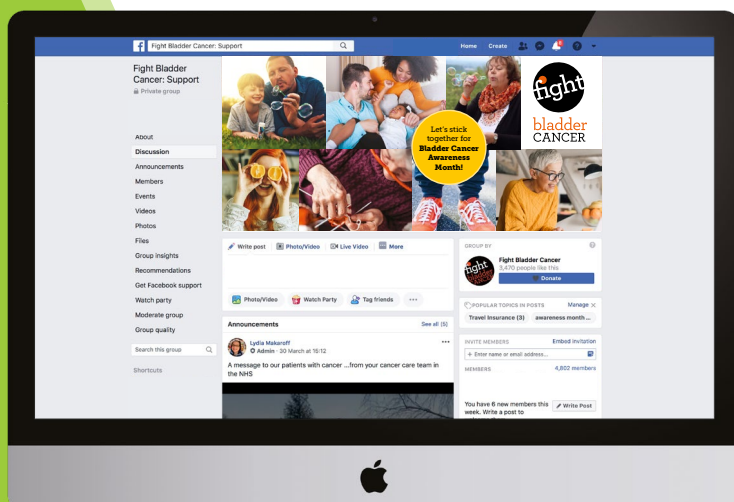 Fight Bladder Cancer: Support
Home Create
Fight Bladder
Cancer: Support
Private group
About
Discussion
Announcements
Members
Events
Videos
Photos
Files
Group insights
Recommendations
Get Facebook support
Watch party
Moderate group
Group quality
Search this group
Shortcuts
Let's stick
together for
Bladder Cancer
Awareness
Month!
fight
bladder
CANCER
Write post Photo/Video Live Video More
Photo/Video Watch Party Tag friends
Announcements See all (5)
Lydia Makaroff
Admin · 30 March at 16:12
A message to our patients with cancer ...from your cancer care team in
the NHS
GROUP BY
fight
bladder
Fight Bladder Cancer
3,470 people like this
Donate
POPULAR TOPICS IN POSTS Manage
Travel Insurance (3) awareness month ...
INVITE MEMBERS Embed invitation
+ Enter name or email address...
MEMBERS 4,602 members
You have 6 new members this
week. Write a post to
Write Post